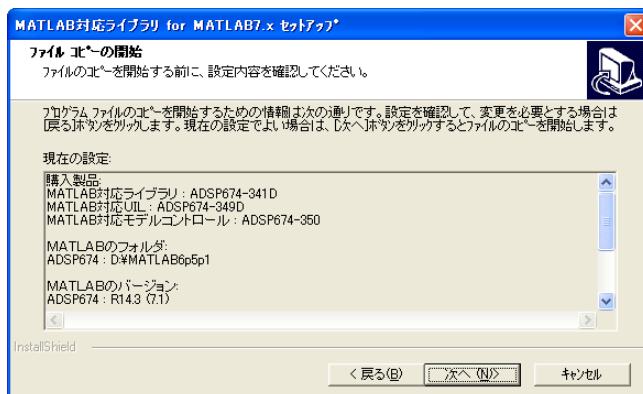 MATLAB対応ライブラリ for MATLAB7.x セットアップ
ファイル コピーの開始
ファイルのコピーを開始する前に、設定内容を確認してください。
プログラム ファイルのコピーを開始するための情報は次の通りです。設定を確認して、変更を必要とする場合は
[戻る]ボタンをクリックします。現在の設定でよい場合は、[次へ]ボタンをクリックするとファイルのコピーを開始します。
現在の設定:
購入製品:
MATLAB対応ライブラリ : ADSP674-341D
MATLAB対応UIL : ADSP674-349D
MATLAB対応モデルコントロール : ADSP674-350
MATLABのフォルダ:
ADSP674 : D:¥MATLAB6p5p1
MATLABのバージョン:
ADSP674 : R14.3 (7.1)
InstallShield
< 戻る(B)
次へ (N)>
キャンセル